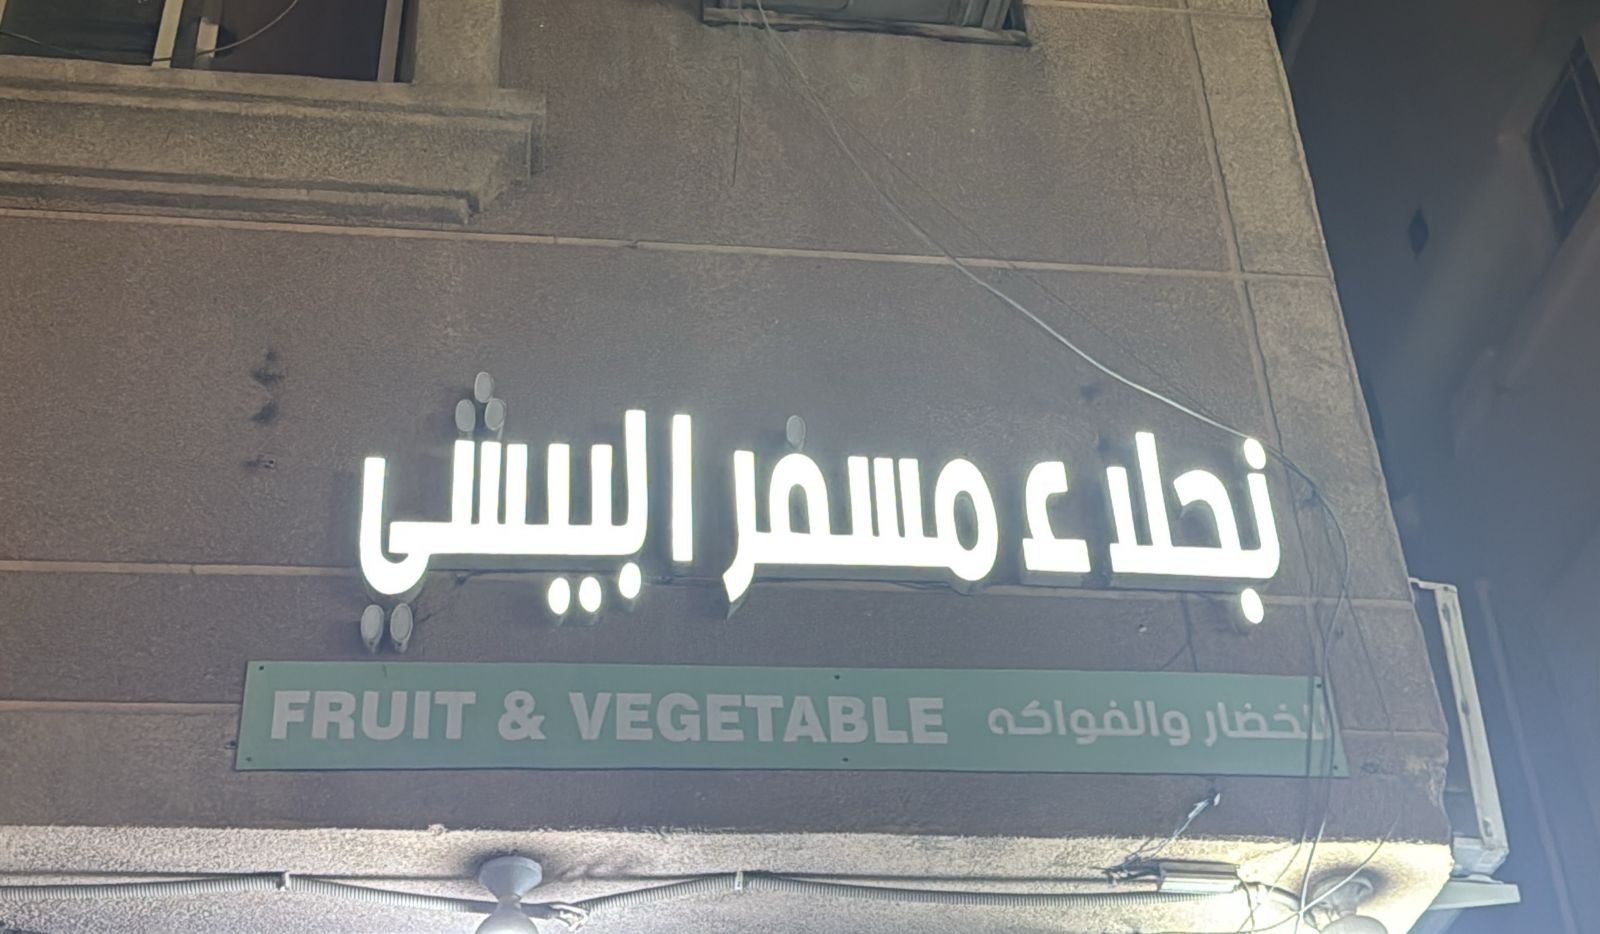 نجلاء مسفر البيشي
للخضار والفواكه FRUIT & VEGETABLE